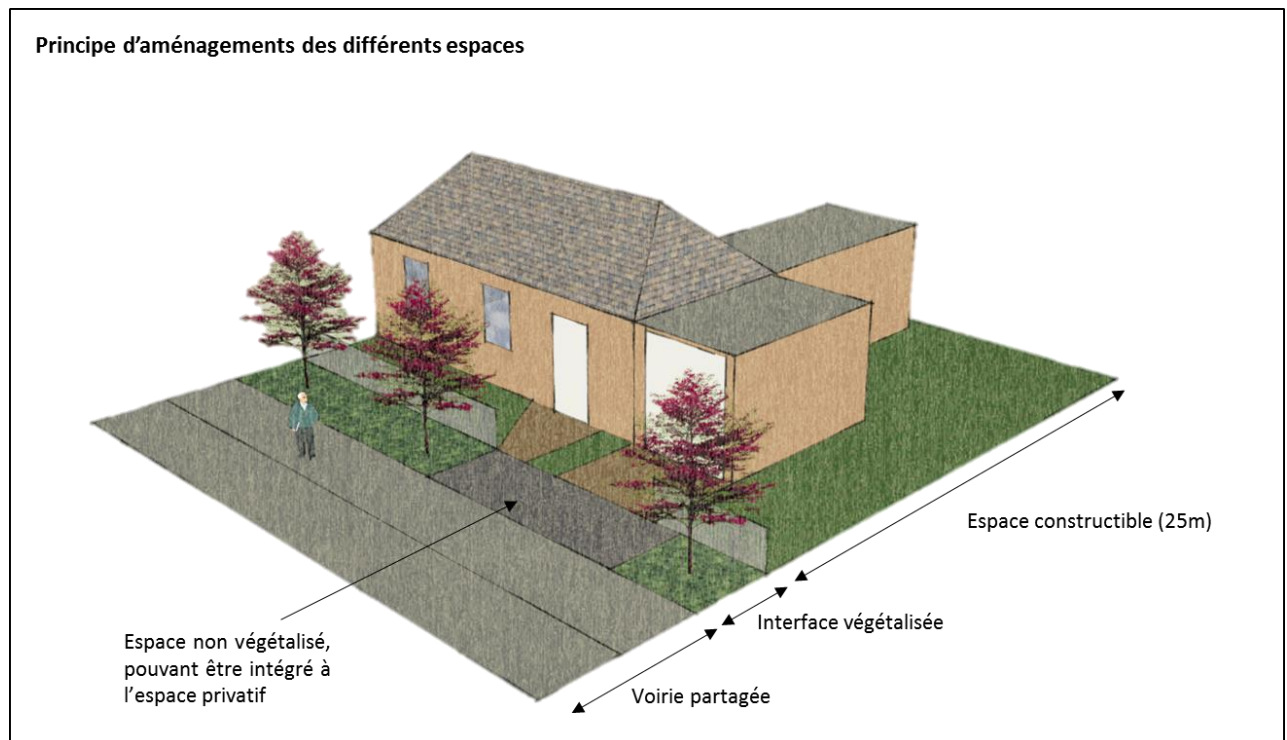 Principe d’aménagements des différents espaces
Espace constructible (25m)
Interface végétalisée
Espace non végétalisé,
pouvant être intégré à
l’espace privatif
Voirie partagée